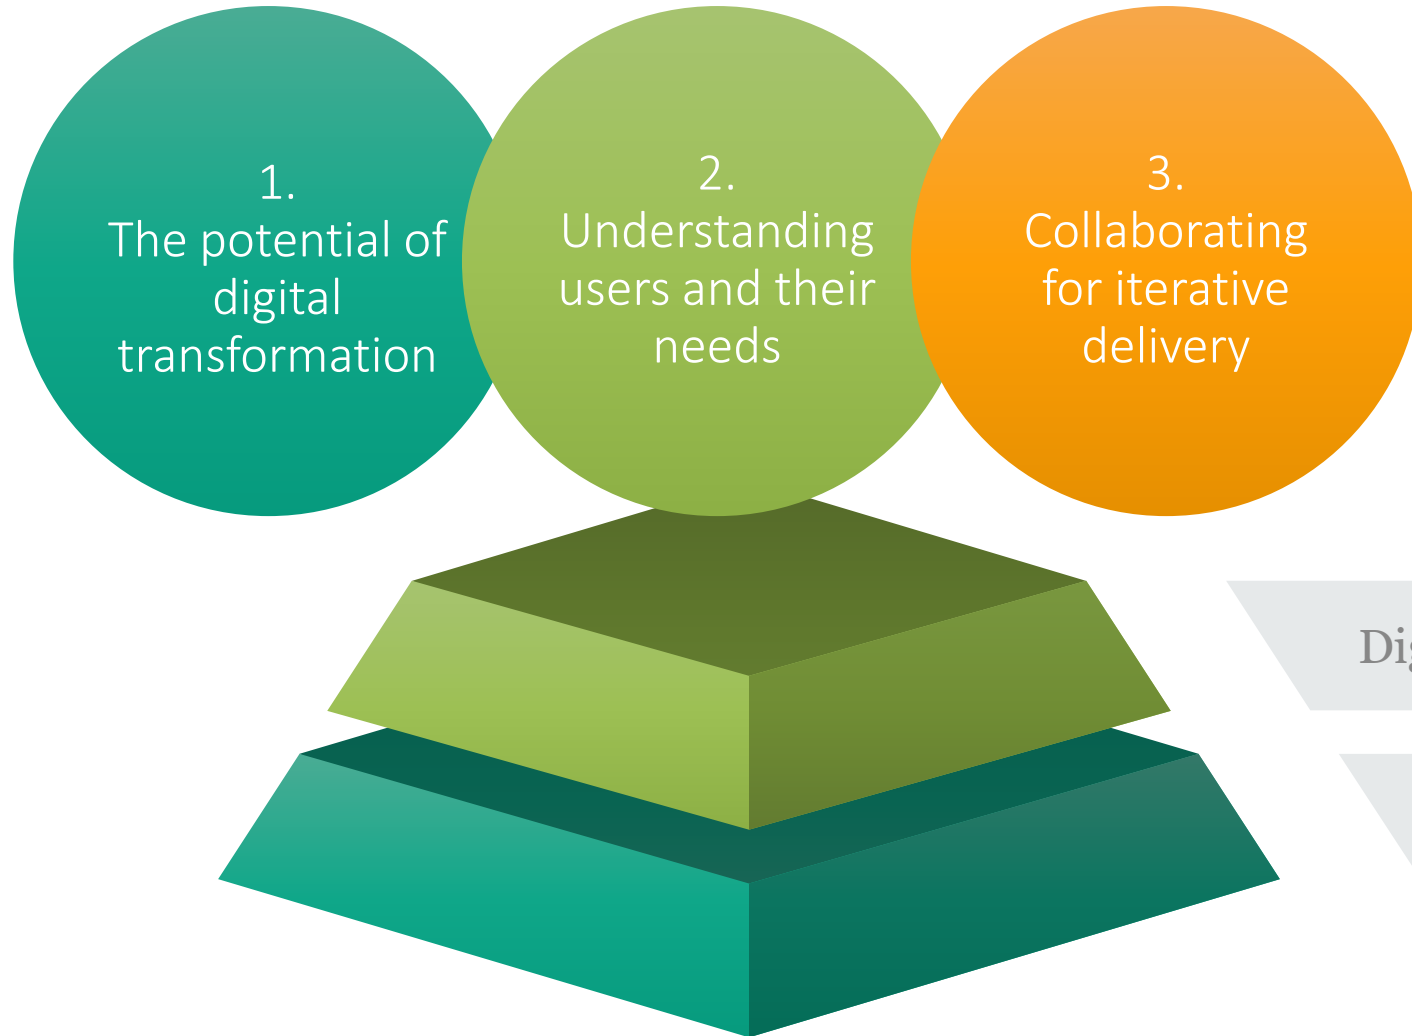 1.
The potential of
digital
transformation
2.
Understanding
users and their
needs
3.
Collaborating
for iterative
delivery